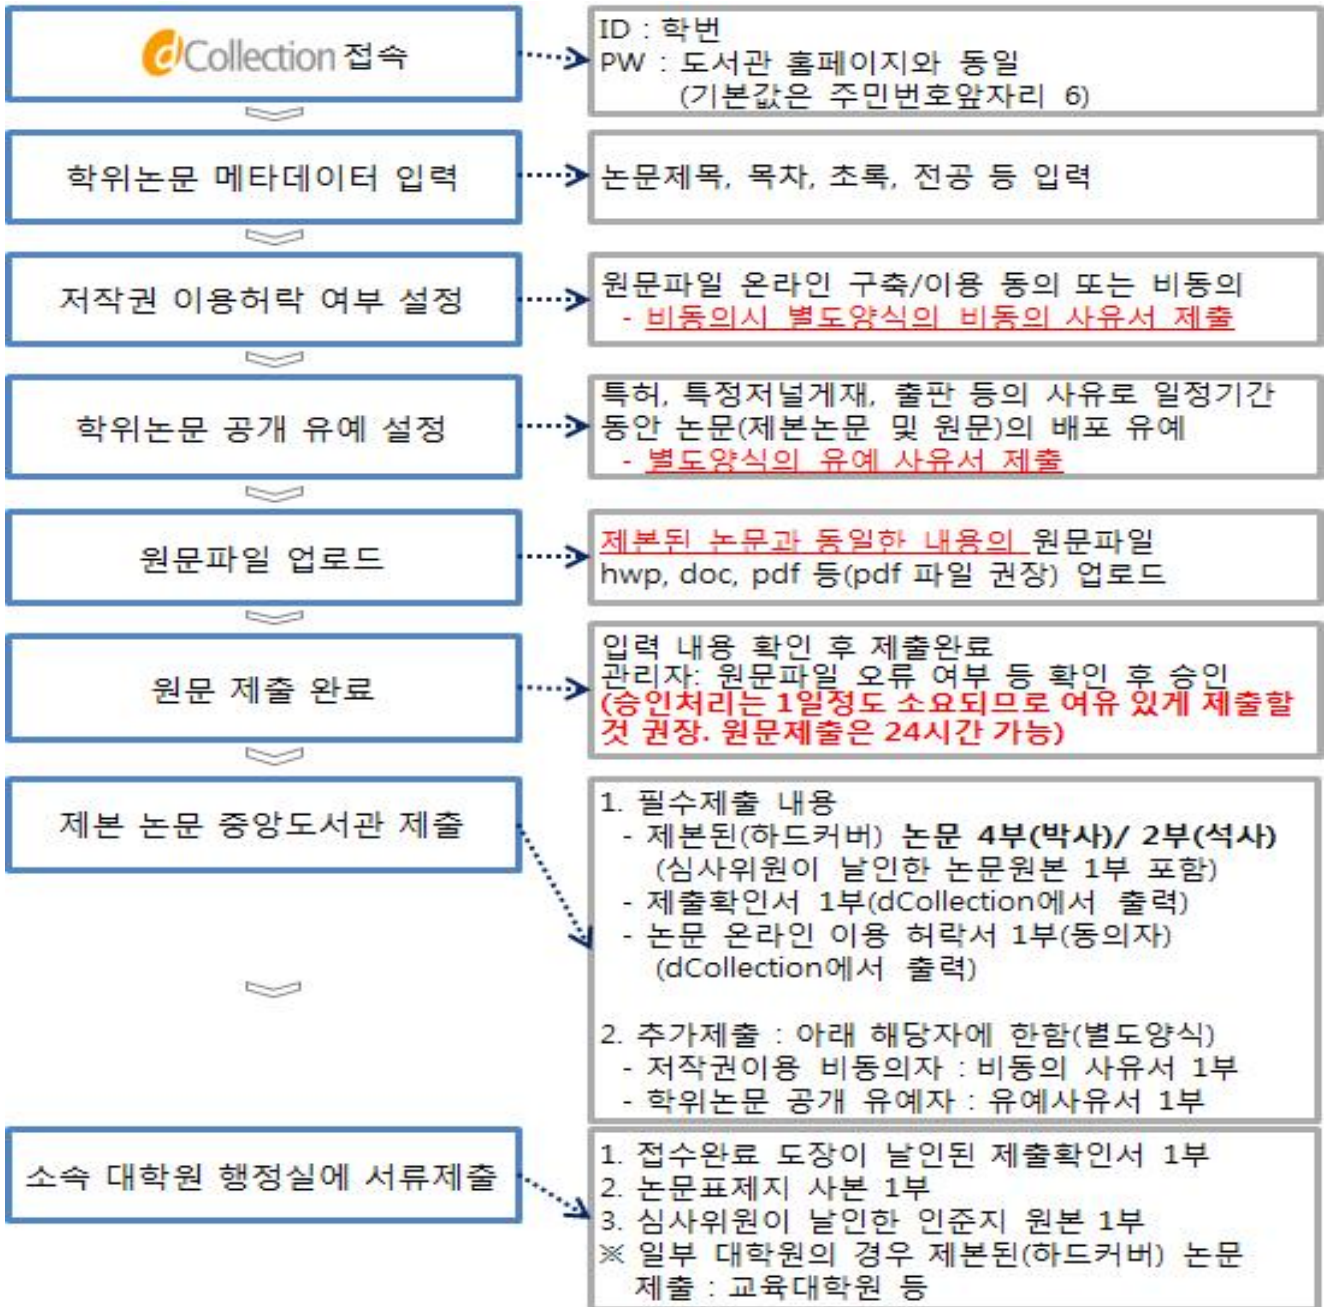 dCollection 접속
ID : 학번
PW : 도서관 홈페이지와 동일
(기본값은 주민번호앞자리 6)
학위논문 메타데이터 입력
논문제목, 목차, 초록, 전공 등 입력
저작권 이용허락 여부 설정
원문파일 온라인 구축/이용 동의 또는 비동의
- 비동의시 별도양식의 비동의 사유서 제출
학위논문 공개 유예 설정
특허, 특정저널게재, 출판 등의 사유로 일정기간
동안 논문(제본논문 및 원문)의 배포 유예
- 별도양식의 유예 사유서 제출
원문파일 업로드
제본된 논문과 동일한 내용의 원문파일
hwp, doc, pdf 등(pdf 파일 권장) 업로드
원문 제출 완료
입력 내용 확인 후 제출완료
관리자: 원문파일 오류 여부 등 확인 후 승인
(승인처리는 1일정도 소요되므로 여유 있게 제출할
것 권장. 원문제출은 24시간 가능)
제본 논문 중앙도서관 제출
1. 필수제출 내용
- 제본된(하드커버) 논문 4부(박사)/ 2부(석사)
(심사위원이 날인한 논문원본 1부 포함)
- 제출확인서 1부(dCollection에서 출력)
- 논문 온라인 이용 허락서 1부(동의자)
(dCollection에서 출력)
2. 추가제출 : 아래 해당자에 한함(별도양식)
- 저작권이용 비동의자 : 비동의 사유서 1부
- 학위논문 공개 유예자 : 유예사유서 1부
소속 대학원 행정실에 서류제출
1. 접수완료 도장이 날인된 제출확인서 1부
2. 논문표제지 사본 1부
3. 심사위원이 날인한 인준지 원본 1부
※ 일부 대학원의 경우 제본된(하드커버) 논문
제출 : 교육대학원 등